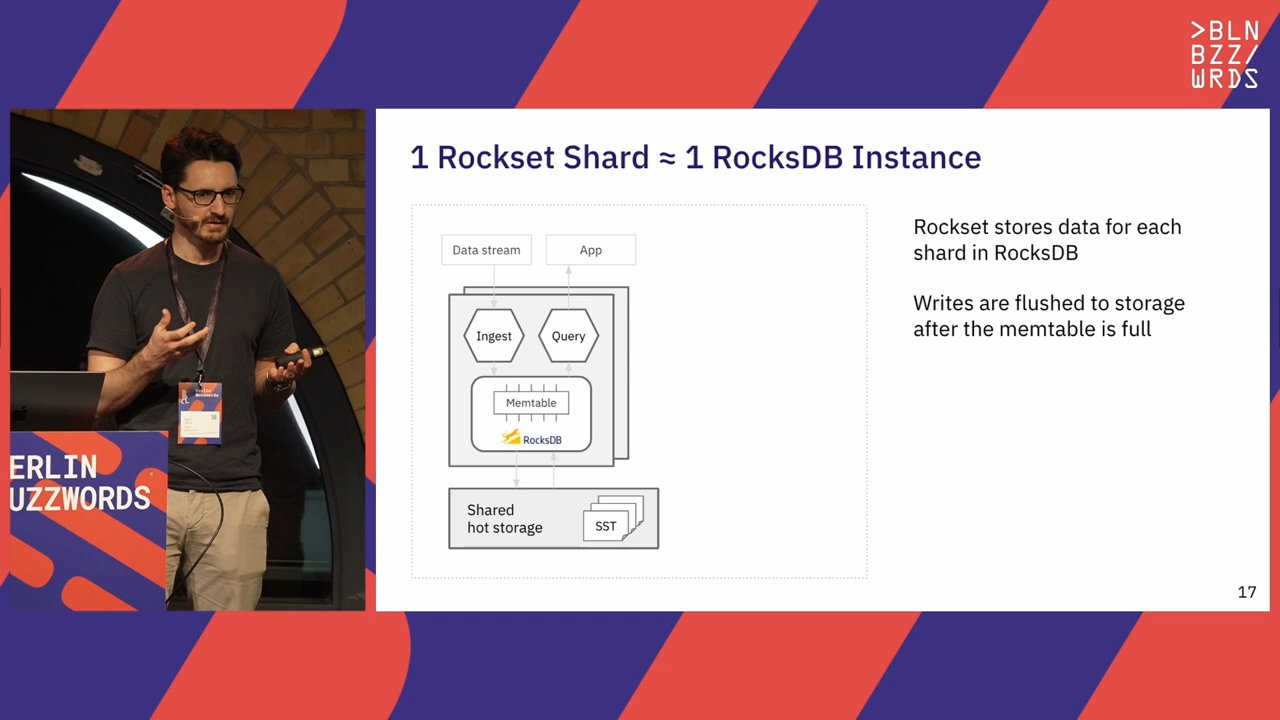 >BLN
BZZ/
WRDS
1 Rockset Shard ≈ 1 RocksDB Instance
Data stream
App
Ingest
Query
Memtable
RocksDB
Shared
hot storage
SST
Rockset stores data for each
shard in RocksDB
Writes are flushed to storage
after the memtable is full
17
ERLIN
UZZWORDS